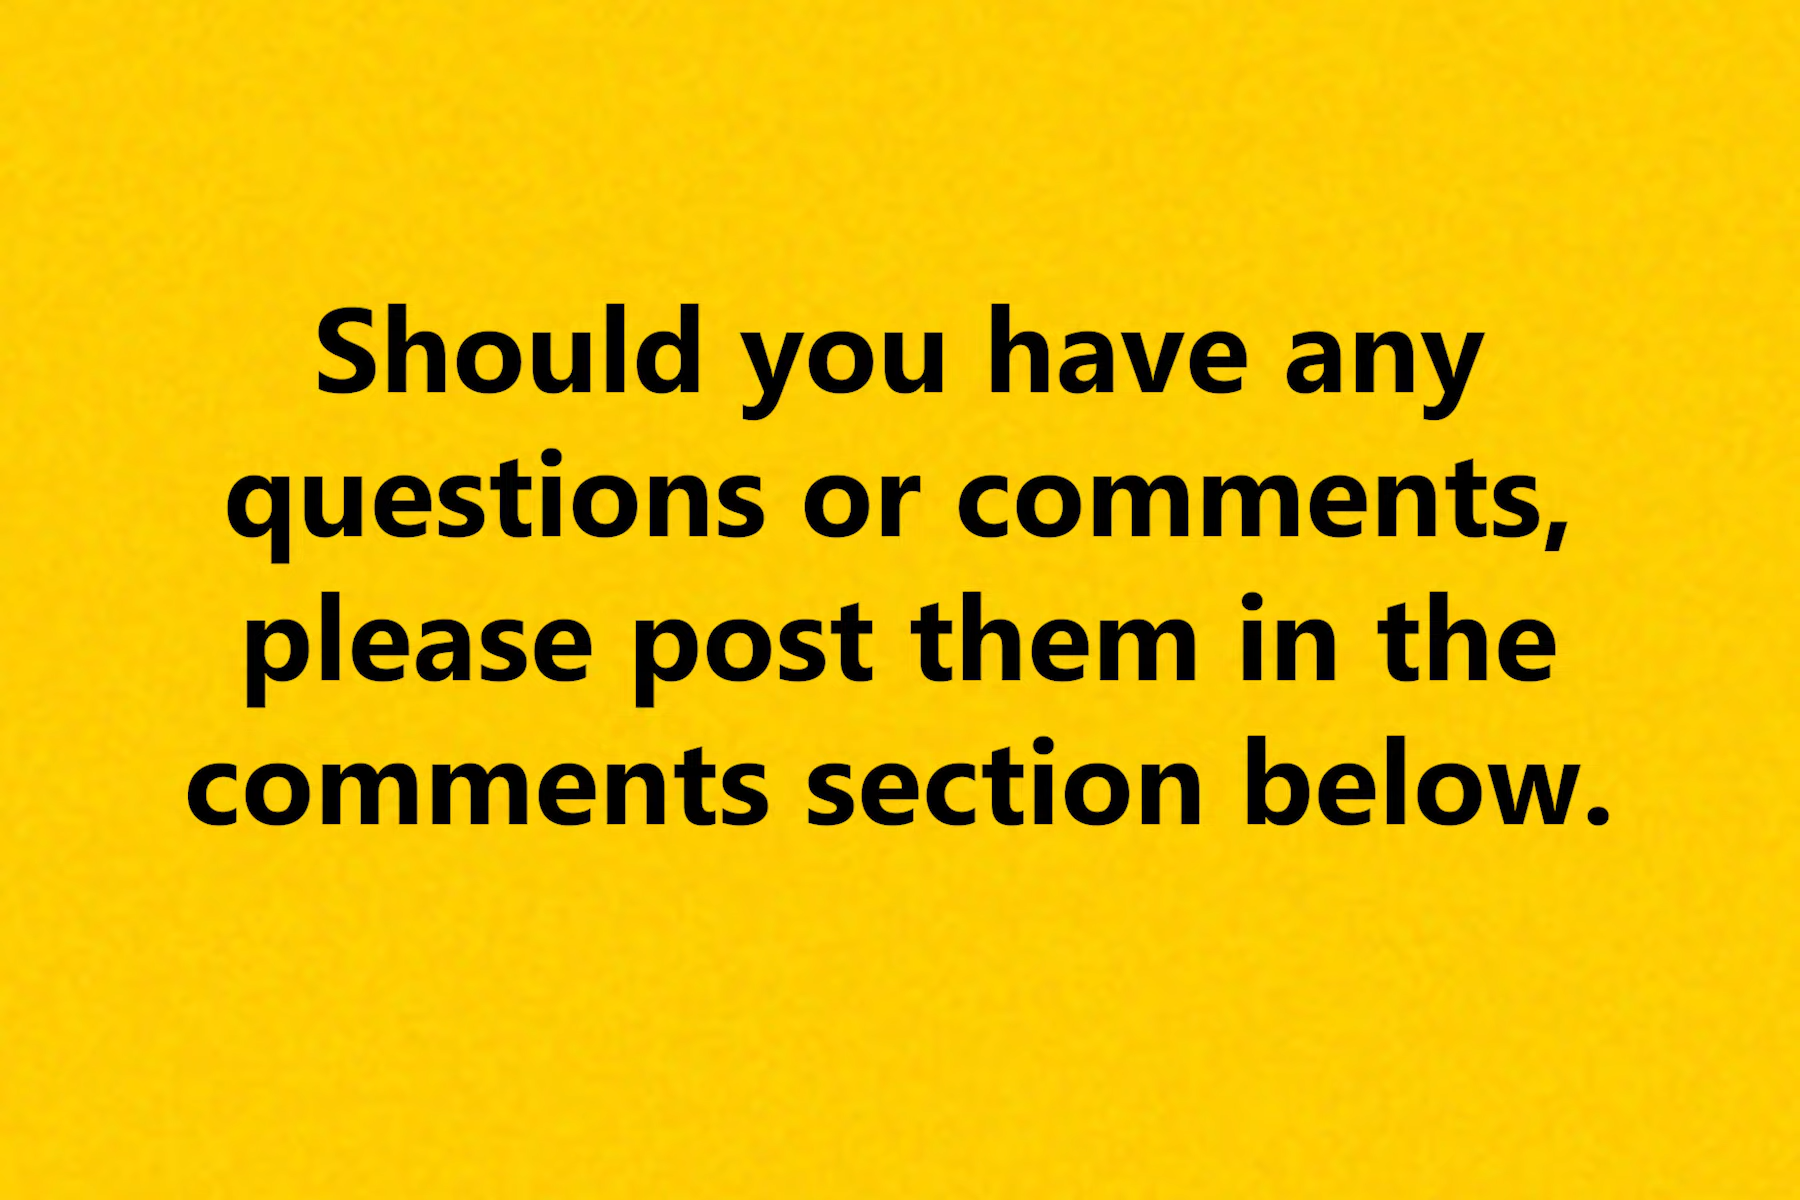 Should you have any
questions or comments,
please post them in the
comments section below.